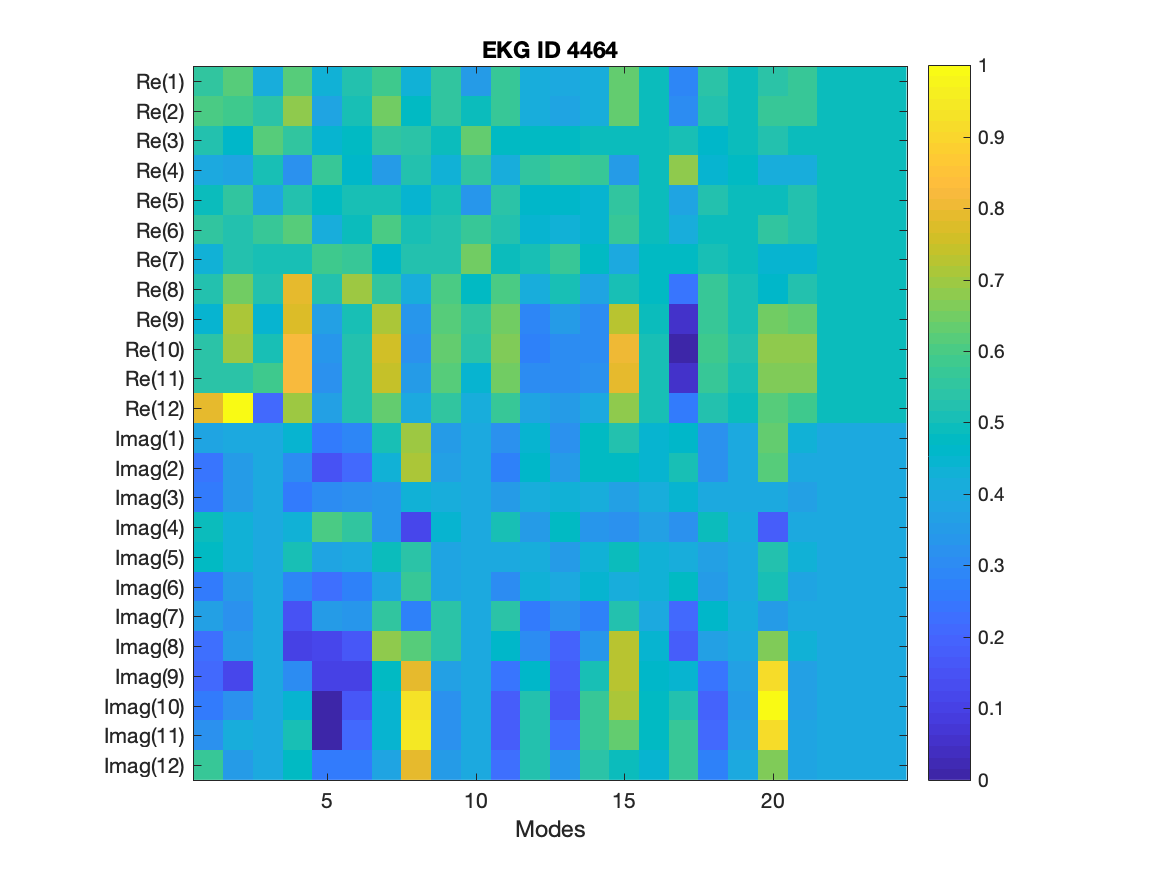 EKG ID 4464
Re(1)
Re(2)
Re(3)
Re(4)
Re(5)
Re(6)
Re(7)
Re(8)
Re(9)
Re(10)
Re(11)
Re(12)
Imag(1)
Imag(2)
Imag(3)
Imag(4)
Imag(5)
Imag(6)
Imag(7)
Imag(8)
Imag(9)
Imag(10)
Imag(11)
Imag(12)
5 10 15 20
Modes
1
0.9
0.8
0.7
0.6
0.5
0.4
0.3
0.2
0.1
0